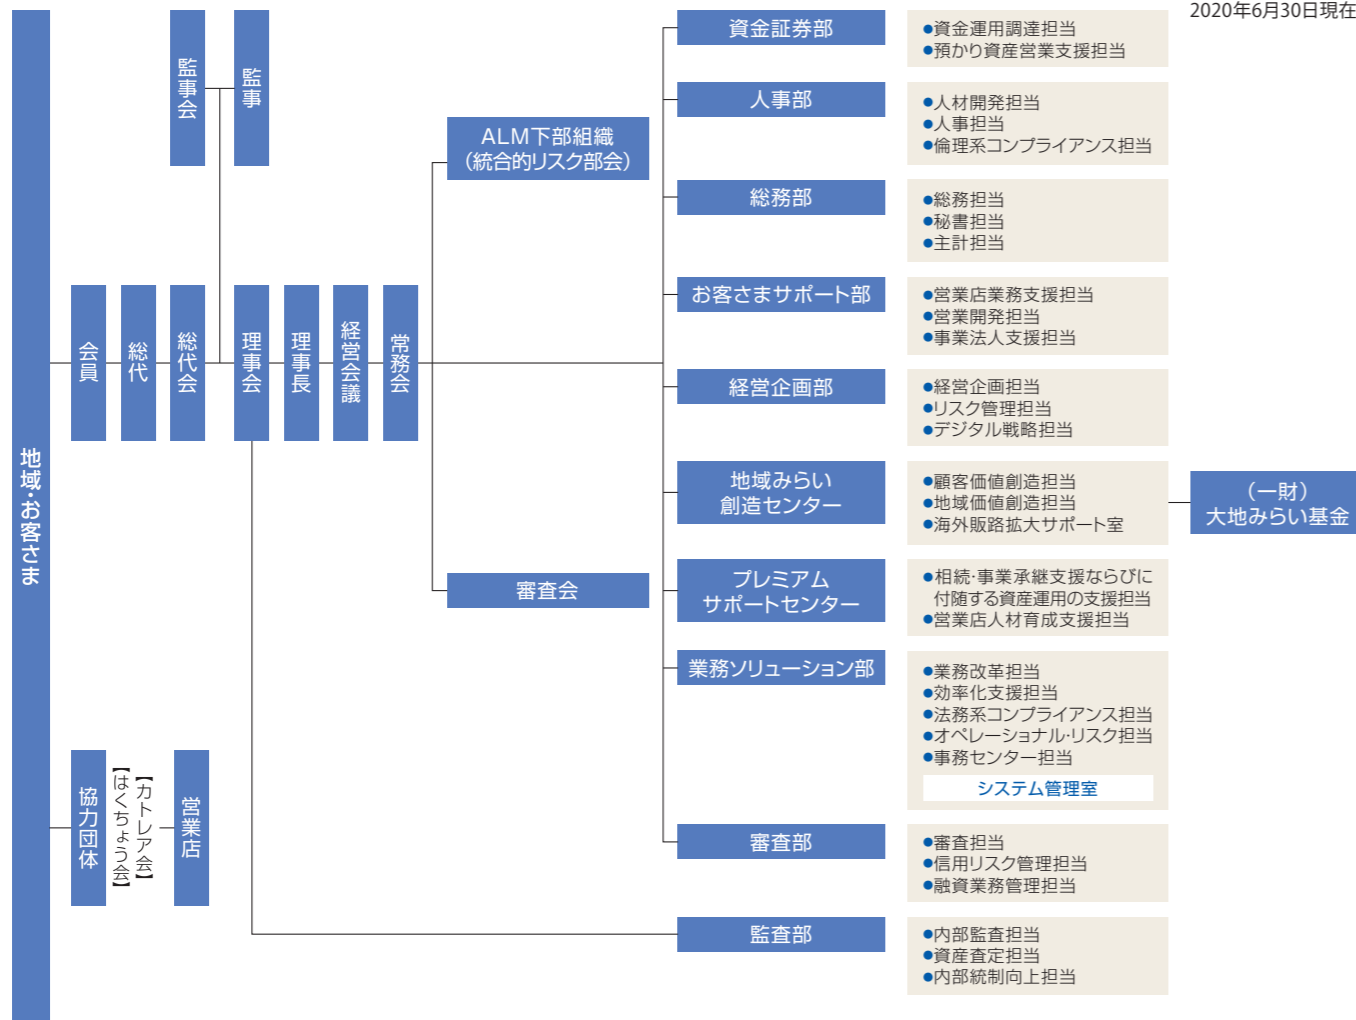 2020年6月30日現在
地域・お客さま
監事会
監事
会員
総代
総代会
理事会
理事長
経営会議
常務会
ALM下部組織
（統合的リスク部会）
審査会
協力団体
【カトレア会】
【はくちょう会】
営業店
資金証券部
●資金運用調達担当
●預かり資産営業支援担当
人事部
●人材開発担当
●人事担当
●倫理系コンプライアンス担当
総務部
●総務担当
●秘書担当
●主計担当
お客さまサポート部
●営業店業務支援担当
●営業開発担当
●事業法人支援担当
経営企画部
●経営企画担当
●リスク管理担当
●デジタル戦略担当
地域みらい
創造センター
●顧客価値創造担当
●地域価値創造担当
●海外販路拡大サポート室
（一財）
大地みらい基金
プレミアム
サポートセンター
●相続・事業承継支援ならびに
付随する資産運用の支援担当
●営業店人材育成支援担当
業務ソリューション部
●業務改革担当
●効率化支援担当
●法務系コンプライアンス担当
●オペレーショナル・リスク担当
●事務センター担当
システム管理室
審査部
●審査担当
●信用リスク管理担当
●融資業務管理担当
監査部
●内部監査担当
●資産査定担当
●内部統制向上担当